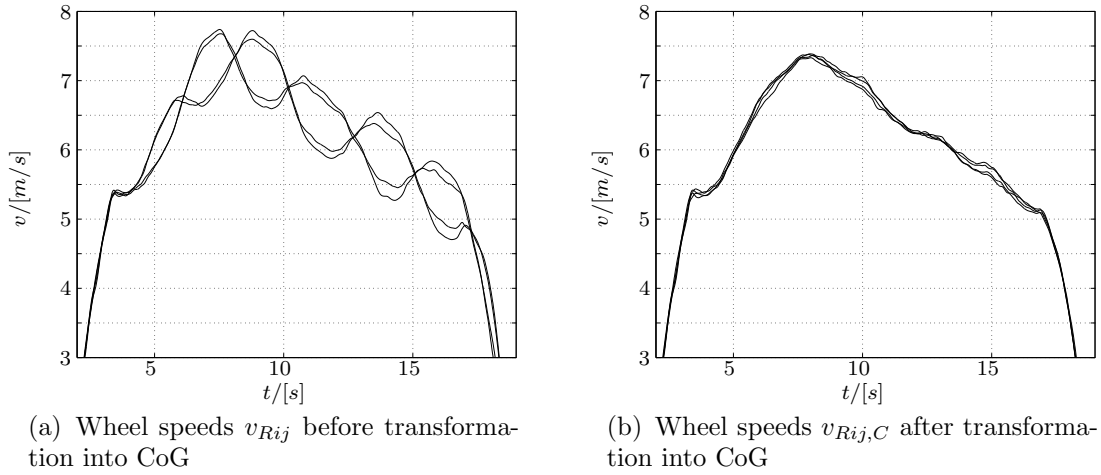 8
7
6
5
4
3
v/[m/s]
5
10
15
t/[s]
(a) Wheel speeds v_{Rij} before transforma-
tion into CoG
8
7
6
5
4
3
v/[m/s]
5
10
15
t/[s]
(b) Wheel speeds v_{Rij,C} after transforma-
tion into CoG